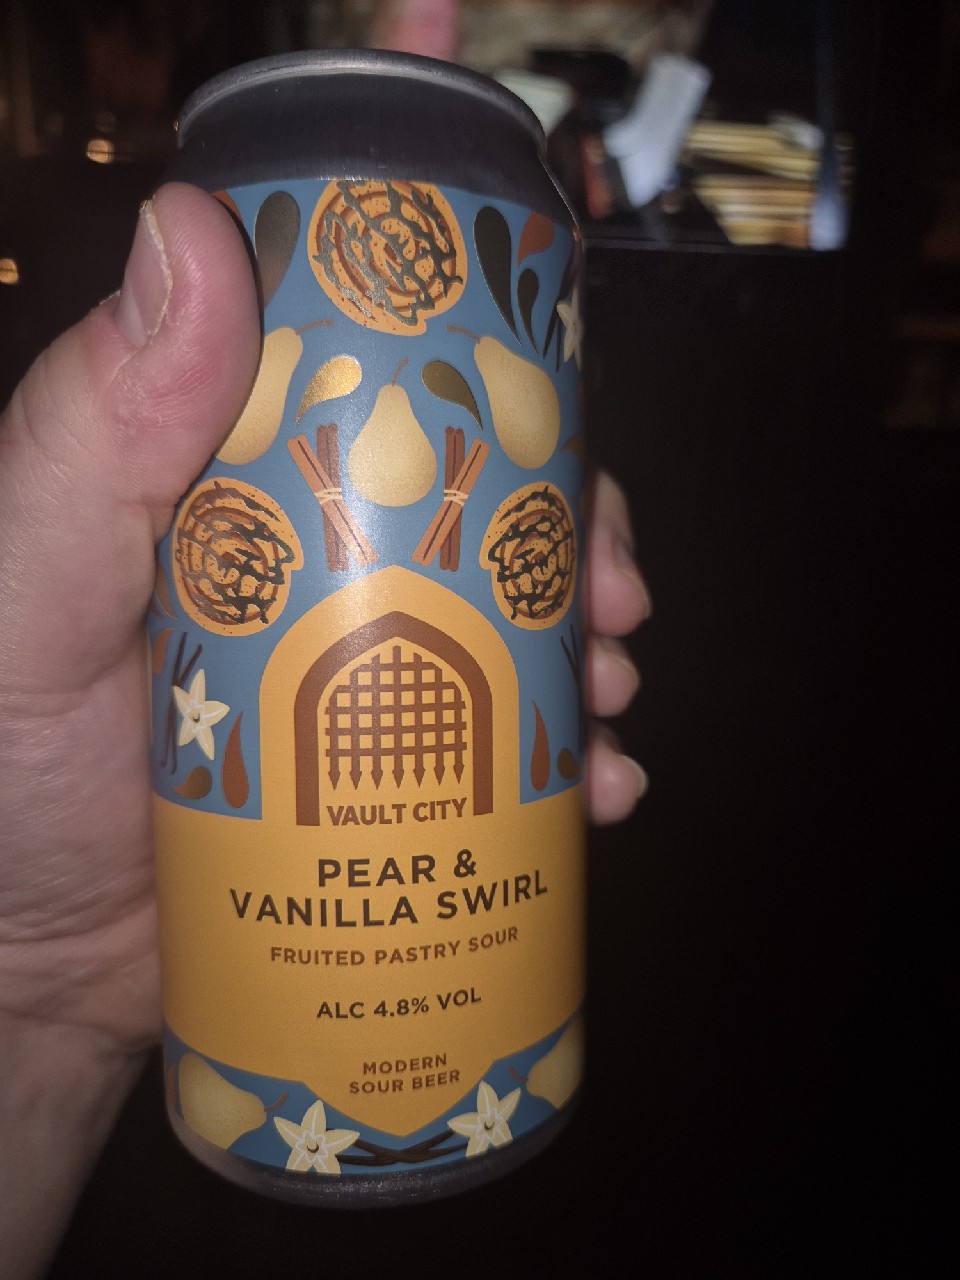 VAULT CITY
PEAR &
VANILLA SWIRL
FRUITED PASTRY SOUR
ALC 4.8% VOL
MODERN
SOUR BEER